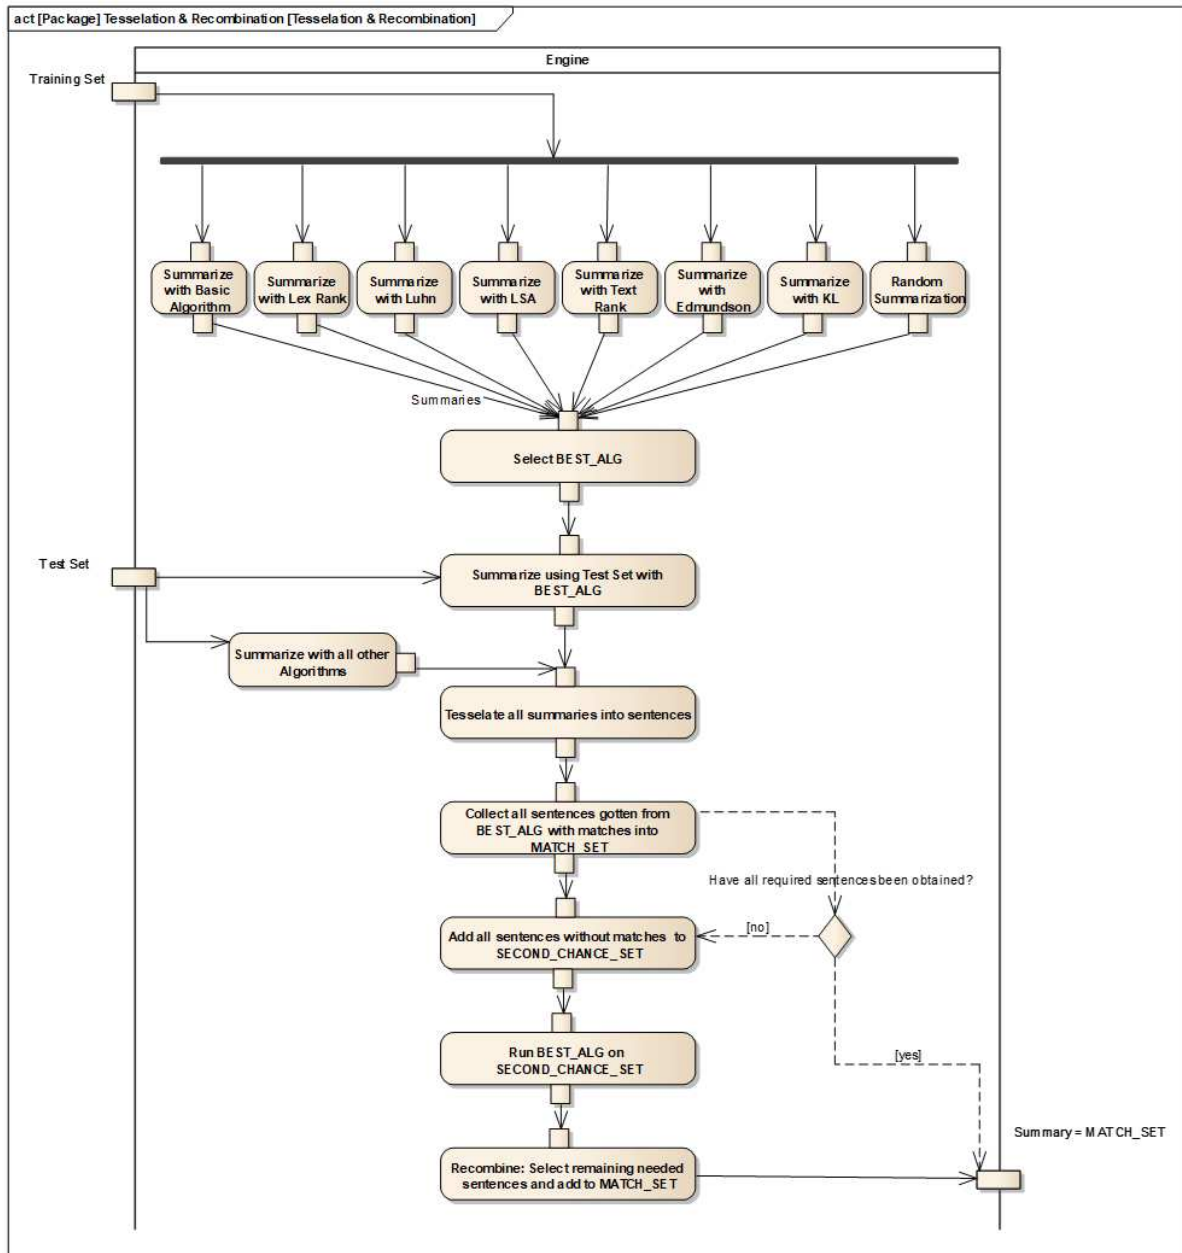 act [Package] Tesselation & Recombination [Tesselation & Recombination]
Engine
Training Set
Summarize
with Basic
Algorithm
Summarize
with Lex Rank
Summarize
with Luhn
Summarize
with LSA
Summarize
with Text
Rank
Summarize
with
Edmundson
Summarize
with KL
Random
Summarization
Summaries
Select BEST_ALG
Test Set
Summarize using Test Set with
BEST_ALG
Summarize with all other
Algorithms
Tesselate all summaries into sentences
Collect all sentences gotten from
BEST_ALG with matches into
MATCH_SET
Have all required sentences been obtained?
[no]
Add all sentences without matches to
SECOND_CHANCE_SET
Run BEST_ALG on
SECOND_CHANCE_SET
[yes]
Summary = MATCH_SET
Recombine: Select remaining needed
sentences and add to MATCH_SET